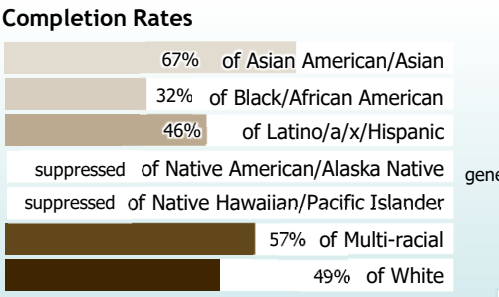 Completion Rates
67% of Asian American/Asian
32% of Black/African American
46% of Latino/a/x/Hispanic
suppressed of Native American/Alaska Native
gene
suppressed of Native Hawaiian/Pacific Islander
57% of Multi-racial
49% of White